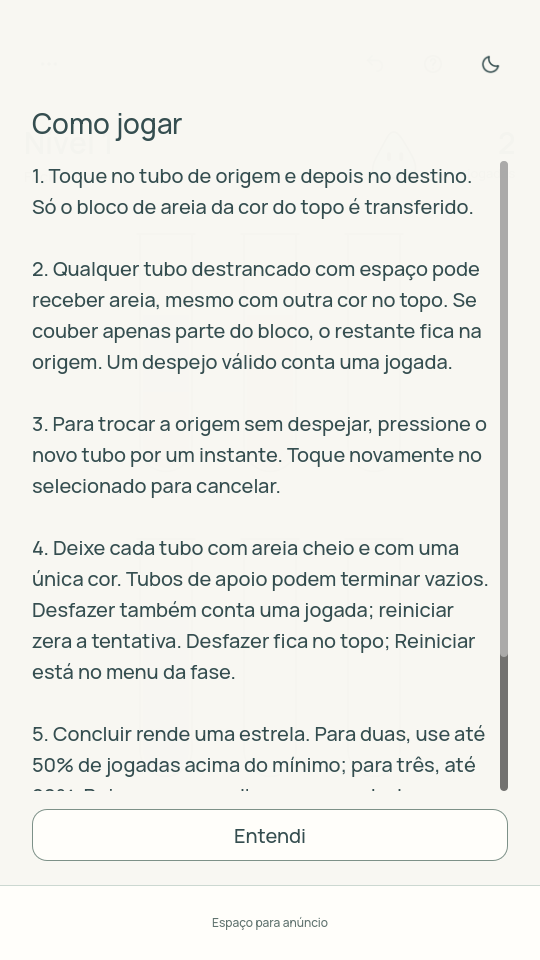 Como jogar
1. Toque no tubo de origem e depois no destino.
Só o bloco de areia da cor do topo é transferido.
2. Qualquer tubo destrancado com espaço pode
receber areia, mesmo com outra cor no topo. Se
couber apenas parte do bloco, o restante fica na
origem. Um despejo válido conta uma jogada.
3. Para trocar a origem sem despejar, pressione o
novo tubo por um instante. Toque novamente no
selecionado para cancelar.
4. Deixe cada tubo com areia cheio e com uma
única cor. Tubos de apoio podem terminar vazios.
Desfazer também conta uma jogada; reiniciar
zera a tentativa. Desfazer fica no topo; Reiniciar
está no menu da fase.
5. Concluir rende uma estrela. Para duas, use até
50% de jogadas acima do mínimo; para três, até
Entendi
Espaço para anúncio